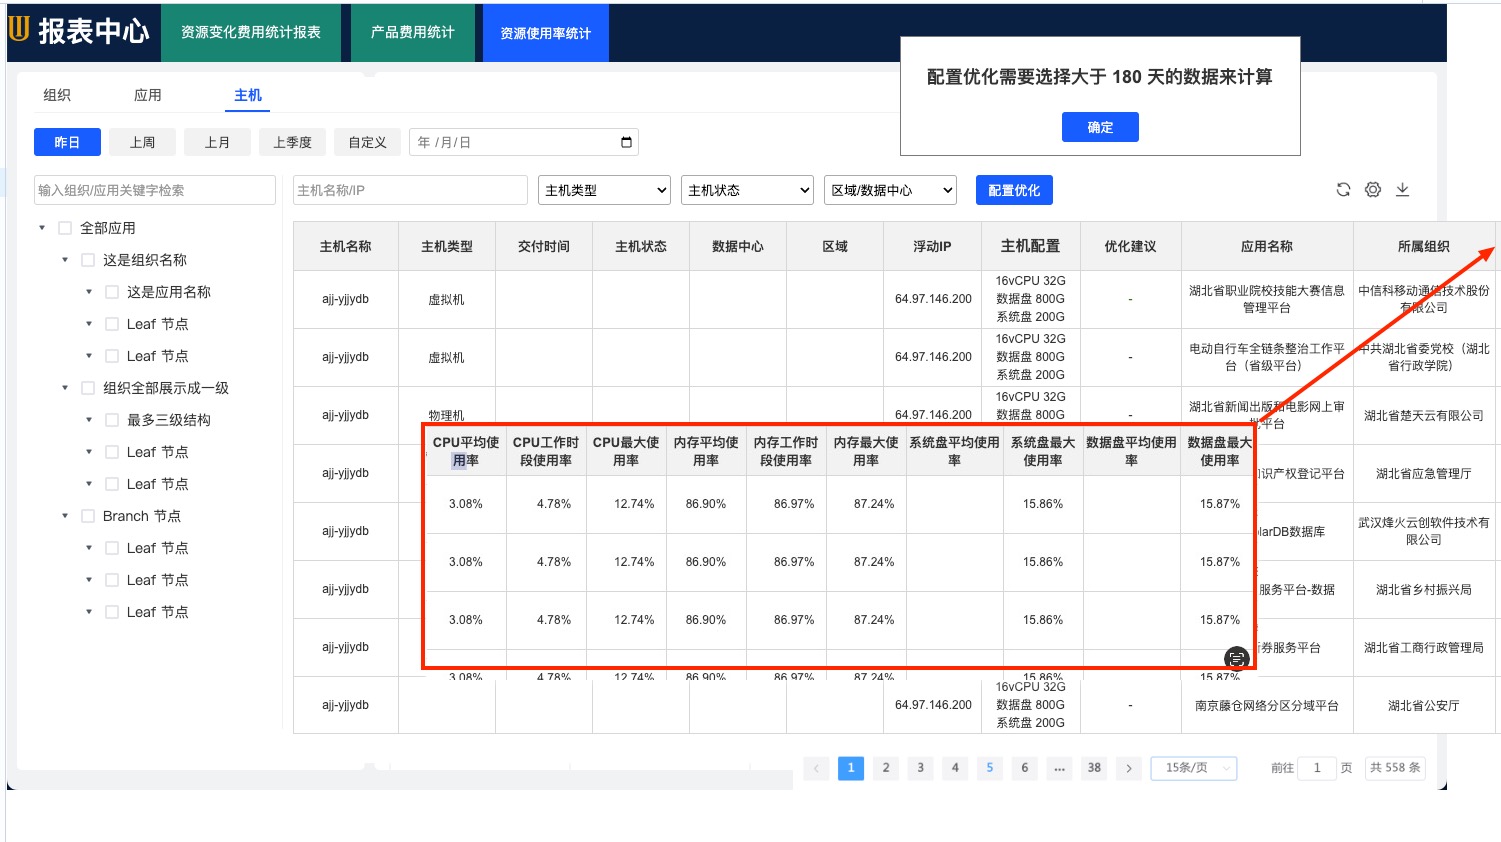 报表中心
资源变化费用统计报表
产品费用统计
资源使用率统计
配置优化需要选择大于 180 天的数据来计算
确定
组织
应用
主机
昨日
上周
上月
上季度
自定义
年 /月/日
输入组织/应用关键字检索
主机名称/IP
主机类型
主机状态
区域/数据中心
配置优化
全部应用
这是组织名称
这是应用名称
Leaf 节点
Leaf 节点
组织全部展示成一级
最多三级结构
Leaf 节点
Leaf 节点
Branch 节点
Leaf 节点
Leaf 节点
Leaf 节点
主机名称 主机类型 交付时间 主机状态 数据中心 区域 浮动IP 主机配置 优化建议 应用名称 所属组织
ajj-yjjydb 虚拟机 64.97.146.200 16vCPU 32G
数据盘 800G
系统盘 200G
-
湖北省职业院校技能大赛信息
管理平台
中信科移动通信技术股份
有限公司
ajj-yjjydb 虚拟机 64.97.146.200 16vCPU 32G
数据盘 800G
系统盘 200G
-
电动自行车全链条整治工作平
台（省级平台）
中共湖北省委党校（湖北
省行政学院）
ajj-yjjydb 物理机 64.97.146.200 16vCPU 32G
数据盘 800G
-
湖北省新闻出版和电影网上审
批平台
湖北省楚天云有限公司
ajj-yjjydb
识产权登记平台
湖北省应急管理厅
ajj-yjjydb
larDB数据库
武汉烽火云创软件技术有
限公司
ajj-yjjydb
服务平台-数据
湖北省乡村振兴局
ajj-yjjydb
券服务平台
湖北省工商行政管理局
ajj-yjjydb 64.97.146.200 16vCPU 32G
数据盘 800G
系统盘 200G
-
南京藤仓网络分区分域平台
湖北省公安厅
CPU平均使
用率
CPU工作时
段使用率
CPU最大使
用率
内存平均使
用率
内存工作时
段使用率
内存最大使
用率
系统盘平均使用
率
系统盘最大
使用率
数据盘平均使用
率
数据盘最大
使用率
3.08% 4.78% 12.74% 86.90% 86.97% 87.24% 15.86% 15.87%
3.08% 4.78% 12.74% 86.90% 86.97% 87.24% 15.86% 15.87%
3.08% 4.78% 12.74% 86.90% 86.97% 87.24% 15.86% 15.87%
3.08% 4.78% 12.74% 86.90% 86.97% 87.24% 15.86% 15.87%
1 2 3 4 5 6 ... 38 15条/页 前往 1 页 共 558 条